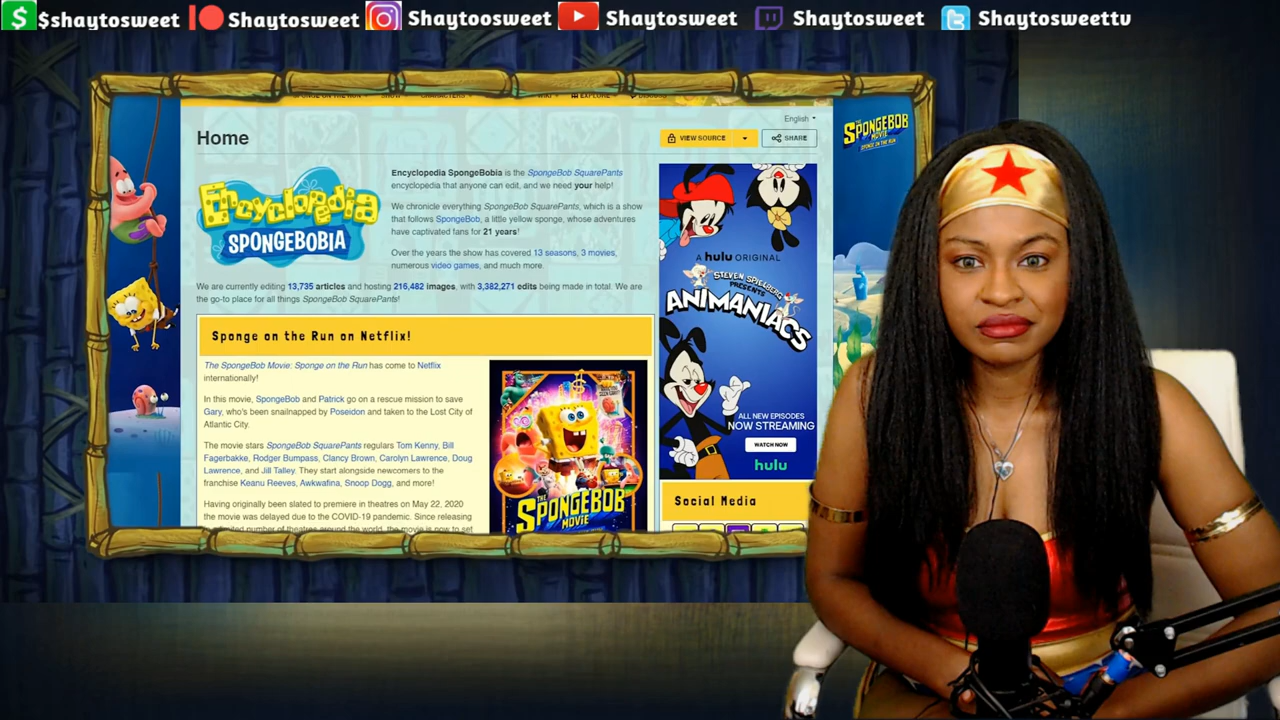 $shaytosweet Shaytosweet Shaytoosweet Shaytosweet Shaytosweet Shaytosweettv
English
Home
VIEW SOURCE
SHARE
THE SPONGEBOB MOVIE
SPONGE ON THE RUN
Encyclopedia SPONGEBOBIA
Encyclopedia SpongeBobia is the SpongeBob SquarePants
encyclopedia that anyone can edit, and we need your help!
We chronicle everything SpongeBob SquarePants, which is a show
that follows SpongeBob, a little yellow sponge, whose adventures
have captivated fans for 21 years!
Over the years the show has covered 13 seasons, 3 movies,
numerous video games, and much more.
We are currently editing 13,735 articles and hosting 216,482 images, with 3,382,271 edits being made in total. We are
the go-to place for all things SpongeBob SquarePants!
A hulu ORIGINAL
STEVEN SPIELBERG
PRESENTS
ANIMANIACS
ALL NEW EPISODES
NOW STREAMING
WATCH NOW
hulu
Sponge on the Run on Netflix!
The SpongeBob Movie: Sponge on the Run has come to Netflix
internationally!
In this movie, SpongeBob and Patrick go on a rescue mission to save
Gary, who's been snailnapped by Poseidon and taken to the Lost City of
Atlantic City.
The movie stars SpongeBob SquarePants regulars Tom Kenny, Bill
Fagerbakke, Rodger Bumpass, Clancy Brown, Carolyn Lawrence, Doug
Lawrence, and Jill Talley. They start alongside newcomers to the
franchise Keanu Reeves, Awkwafina, Snoop Dogg, and more!
Having originally been slated to premiere in theatres on May 22, 2020
the movie was delayed due to the COVID-19 pandemic. Since releasing
number of theatres around the world, the movie is now to set
THE SPONGEBOB MOVIE
Social Media